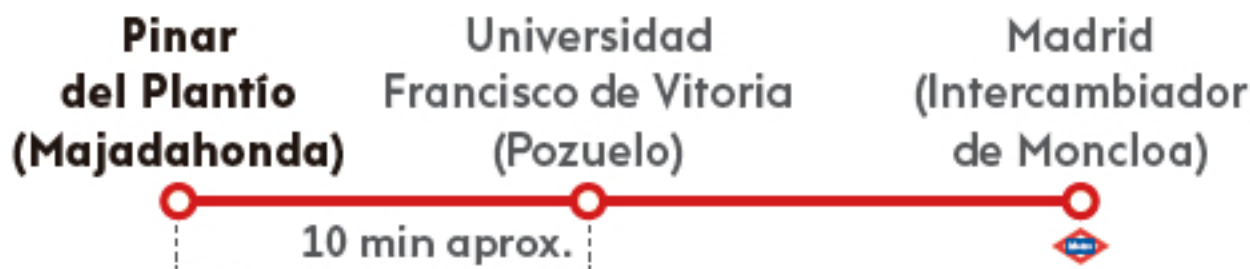 Pinar
del Plantío
(Majadahonda)
Universidad
Francisco de Vitoria
(Pozuelo)
Madrid
(Intercambiador
de Moncloa)
10 min aprox.